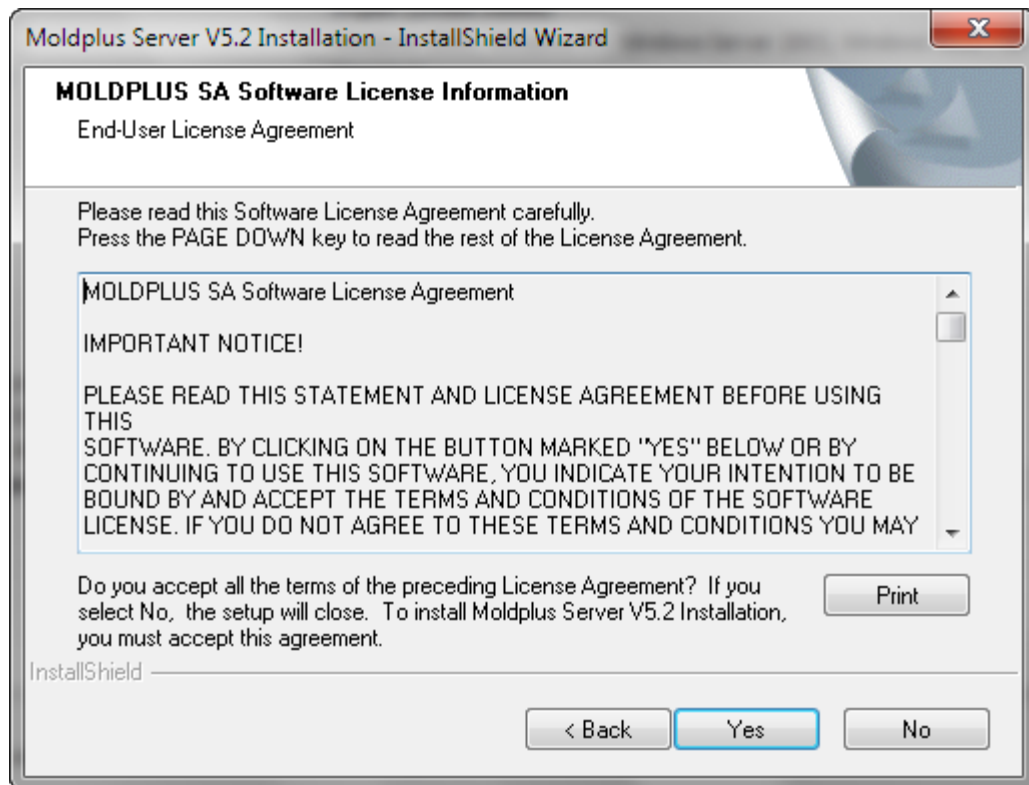 Moldplus Server V5.2 Installation - InstallShield Wizard
MOLDPLUS SA Software License Information
End-User License Agreement
Please read this Software License Agreement carefully.
Press the PAGE DOWN key to read the rest of the License Agreement.
MOLDPLUS SA Software License Agreement
IMPORTANT NOTICE!
PLEASE READ THIS STATEMENT AND LICENSE AGREEMENT BEFORE USING
THIS
SOFTWARE. BY CLICKING ON THE BUTTON MARKED "YES" BELOW OR BY
CONTINUING TO USE THIS SOFTWARE, YOU INDICATE YOUR INTENTION TO BE
BOUND BY AND ACCEPT THE TERMS AND CONDITIONS OF THE SOFTWARE
LICENSE. IF YOU DO NOT AGREE TO THESE TERMS AND CONDITIONS YOU MAY
Do you accept all the terms of the preceding License Agreement? If you
select No, the setup will close. To install Moldplus Server V5.2 Installation,
you must accept this agreement.
Print
InstallShield
< Back
Yes
No